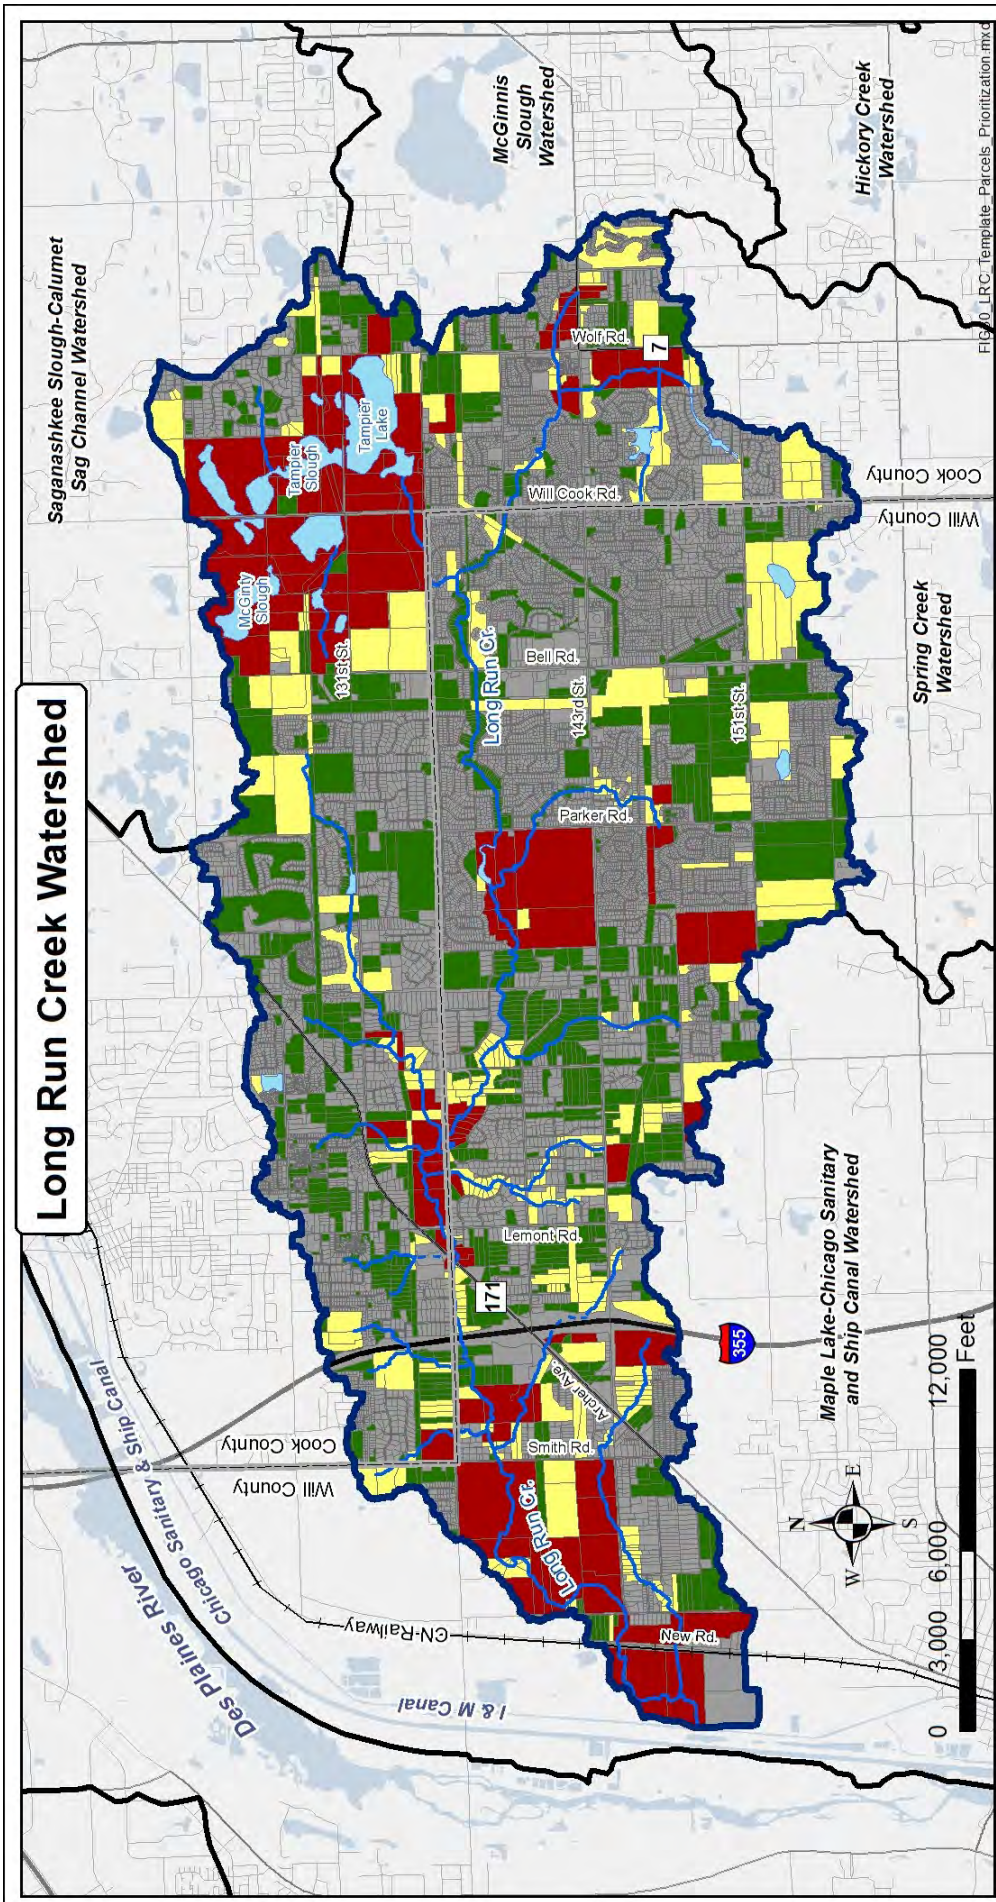 Long Run Creek Watershed
Saganashkee Slough-Calumet
Sag Channel Watershed
McGinnis
Slough
Watershed
Hickory Creek
Watershed
Spring Creek
Watershed
Maple Lake-Chicago Sanitary
and Ship Canal Watershed
Des Plaines River
Chicago Sanitary & Ship Canal
I & M Canal
CN-Railway
Cook County
Will County
Cook County
Will County
McGinty
Slough
Tampier
Slough
Tampier
Lake
131st St.
Long Run Cr.
Will Cook Rd.
Wolf Rd.
7
Bell Rd.
143rd St.
151st St.
Parker Rd.
Lemont Rd.
171
355
Archer Ave.
Smith Rd.
Long Run Cr.
New Rd.
N
W
E
S
0 3,000 6,000 12,000
Feet